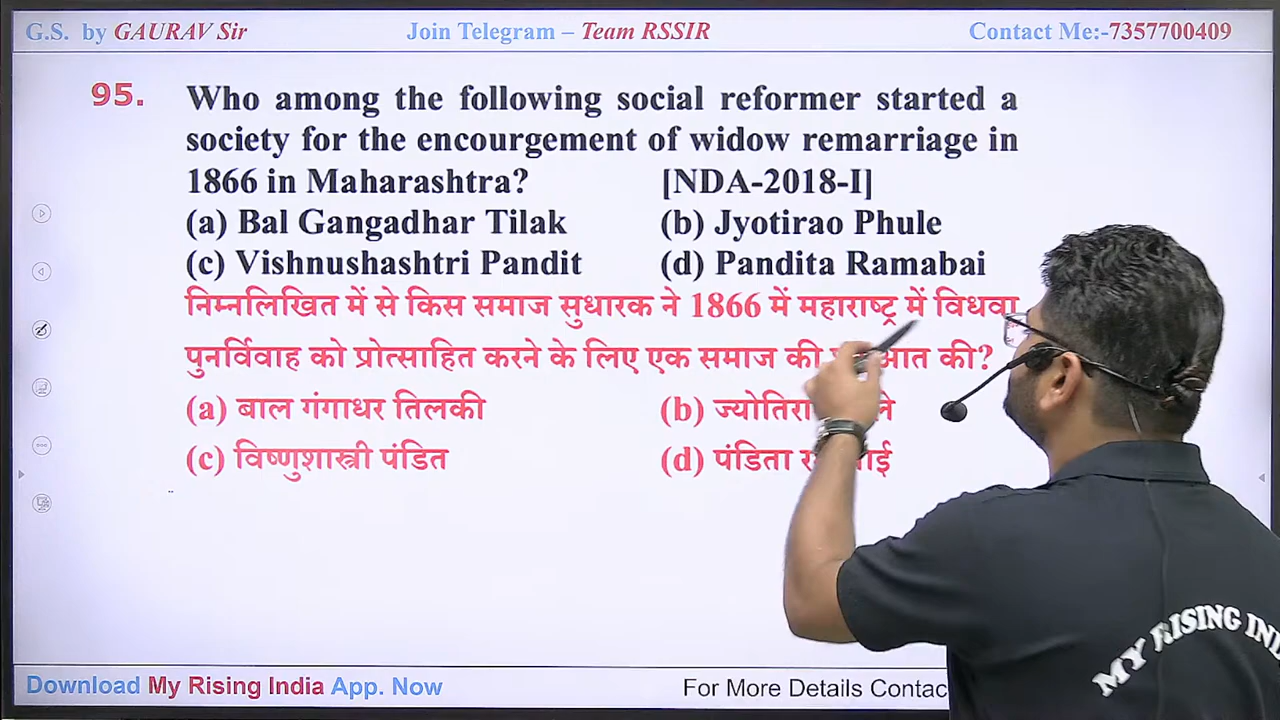 G.S. by GAURAV Sir
Join Telegram – Team RSSIR
Contact Me:-7357700409
95. Who among the following social reformer started a
society for the encourgement of widow remarriage in
1866 in Maharashtra? [NDA-2018-I]
(a) Bal Gangadhar Tilak (b) Jyotirao Phule
(c) Vishnushashtri Pandit (d) Pandita Ramabai
निम्नलिखित में से किस समाज सुधारक ने 1866 में महाराष्ट्र में विधवा
पुनर्विवाह को प्रोत्साहित करने के लिए एक समाज की की?
(a) बाल गंगाधर तिलकी (b)
(c) विष्णुशास्त्री पंडित (d) पंडिता
MY RISING
Download My Rising India App. Now
For More Details